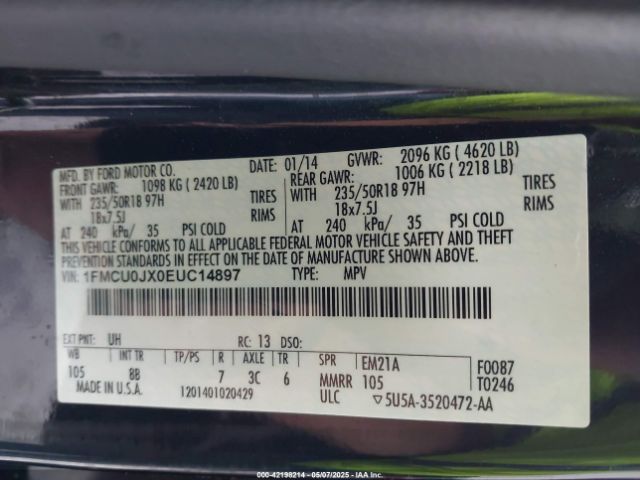 MFD. BY FORD MOTOR CO. DATE: 01/14 GVWR: 2096 KG ( 4620 LB)
FRONT GAWR: 1098 KG ( 2420 LB) REAR GAWR: 1006 KG ( 2218 LB)
WITH 235/50R18 97H TIRES WITH 235/50R18 97H TIRES
18x7.5J RIMS 18x7.5J RIMS
AT 240 kPa/ 35 PSI COLD AT 240 kPa/ 35 PSI COLD
THIS VEHICLE CONFORMS TO ALL APPLICABLE FEDERAL MOTOR VEHICLE SAFETY AND THEFT
PREVENTION STANDARDS IN EFFECT ON THE DATE OF MANUFACTURE SHOWN ABOVE.
VIN: 1FMCU0JX0EUC14897 TYPE: MPV
EXT PNT: UH RC: 13 DSO:
WB INT TR TP/PS R AXLE TR SPR EM21A F0087
105 8B 7 3C 6 MMRR 105 T0246
MADE IN U.S.A. 1201401020429 ULC ▽5U5A-3520472-AA
000-42198214 - 05/07/2025 - IAAI.COM